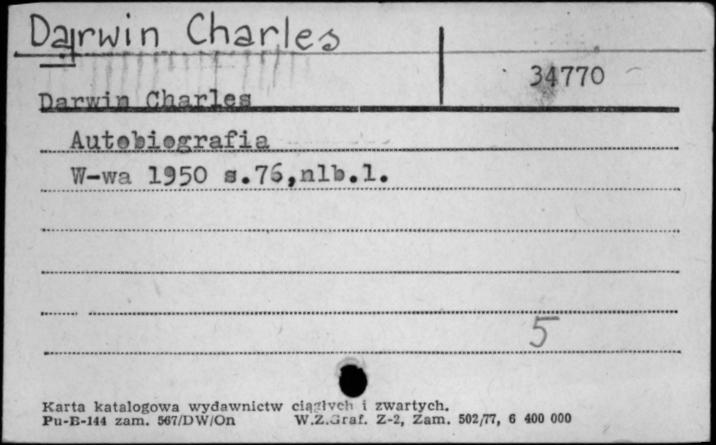 Darwin Charles
34770
Darwin Charles
Autobiografia
W-wa 1950 s.76,nlb.1.
5
Karta katalogowa wydawnictw ciągłych i zwartych.
Pu-B-144 zam. 567/DW/On W.Z.Graf. Z-2, Zam. 502/77, 6 400 000